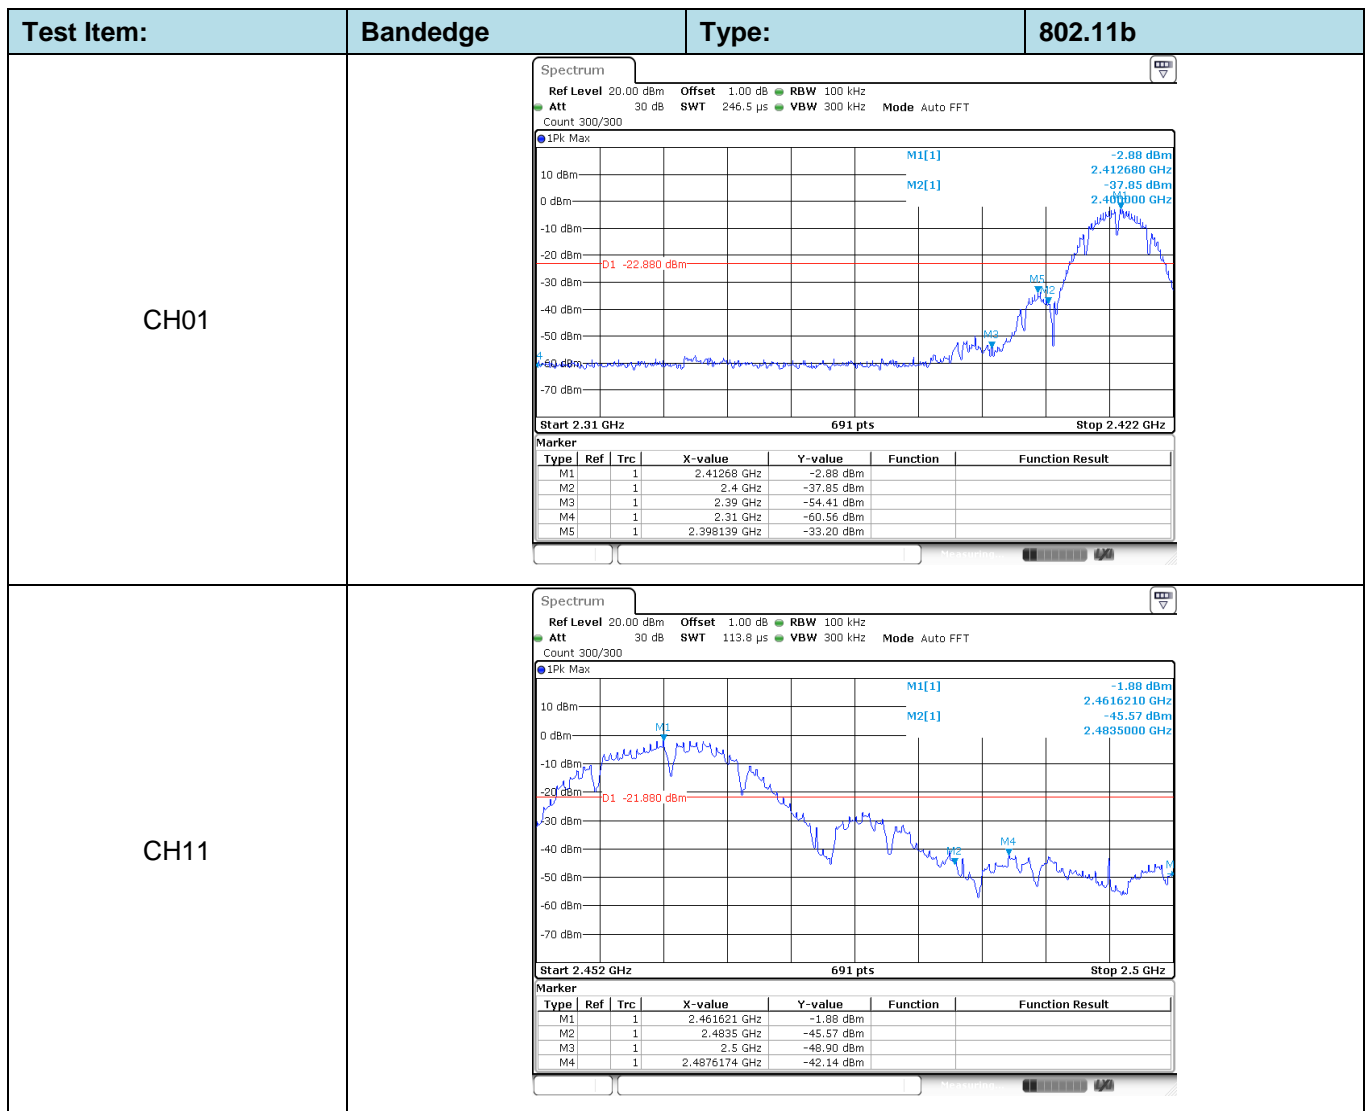 Test Item: Bandedge Type: 802.11b
CH01
Spectrum
Ref Level 20.00 dBm Offset 1.00 dB RBW 100 kHz
Att 30 dB SWT 246.5 µs VBW 300 kHz Mode Auto FFT
Count 300/300
1Pk Max
M1[1] -2.88 dBm
2.412680 GHz
M2[1] -37.85 dBm
2.400000 GHz
M1
10 dBm
0 dBm
-10 dBm
-20 dBm
D1 -22.880 dBm
-30 dBm
M5
M2
-40 dBm
-50 dBm
M3
4
-60 dBm
-70 dBm
Start 2.31 GHz 691 pts Stop 2.422 GHz
Marker
Type Ref Trc X-value Y-value Function Function Result
M1 1 2.41268 GHz -2.88 dBm
M2 1 2.4 GHz -37.85 dBm
M3 1 2.39 GHz -54.41 dBm
M4 1 2.31 GHz -60.56 dBm
M5 1 2.398139 GHz -33.20 dBm
Measuring...
CH11
Spectrum
Ref Level 20.00 dBm Offset 1.00 dB RBW 100 kHz
Att 30 dB SWT 113.8 µs VBW 300 kHz Mode Auto FFT
Count 300/300
1Pk Max
M1[1] -1.88 dBm
2.4616210 GHz
M2[1] -45.57 dBm
2.4835000 GHz
10 dBm
M1
0 dBm
-10 dBm
-20 dBm
D1 -21.880 dBm
-30 dBm
-40 dBm
M2
M4
M
-50 dBm
-60 dBm
-70 dBm
Start 2.452 GHz 691 pts Stop 2.5 GHz
Marker
Type Ref Trc X-value Y-value Function Function Result
M1 1 2.461621 GHz -1.88 dBm
M2 1 2.4835 GHz -45.57 dBm
M3 1 2.5 GHz -48.90 dBm
M4 1 2.4876174 GHz -42.14 dBm
Measuring...